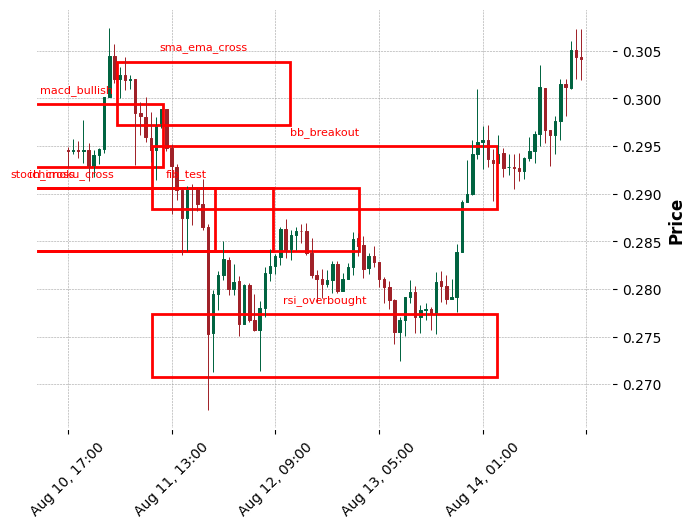 sma_ema_cross
macd_bullish
bb_breakout
fib_test
rsi_overbought
0.305
0.300
0.295
0.290
0.285
0.280
0.275
0.270
Price
Aug 10, 17:00
Aug 11, 13:00
Aug 12, 09:00
Aug 13, 05:00
Aug 14, 01:00